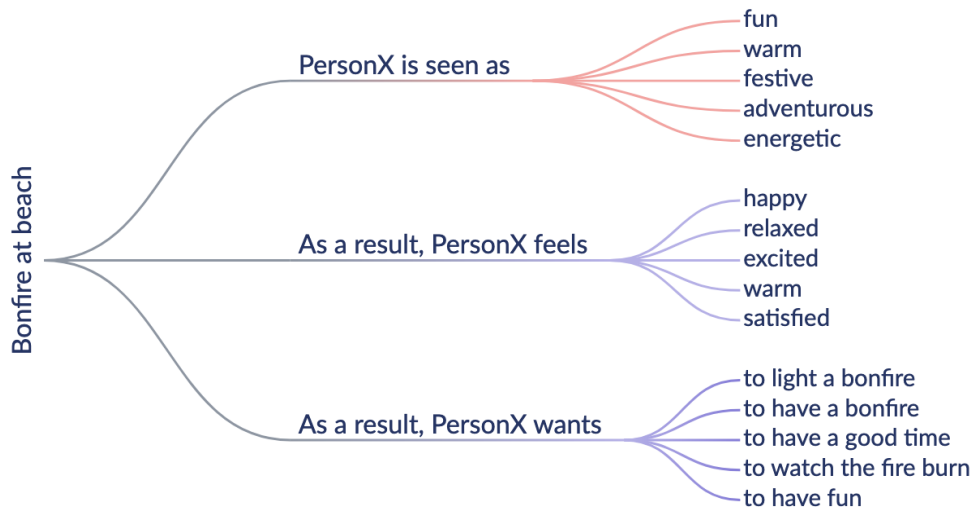 Bonfire at beach
PersonX is seen as
fun
warm
festive
adventurous
energetic
As a result, PersonX feels
happy
relaxed
excited
warm
satisfied
As a result, PersonX wants
to light a bonfire
to have a bonfire
to have a good time
to watch the fire burn
to have fun